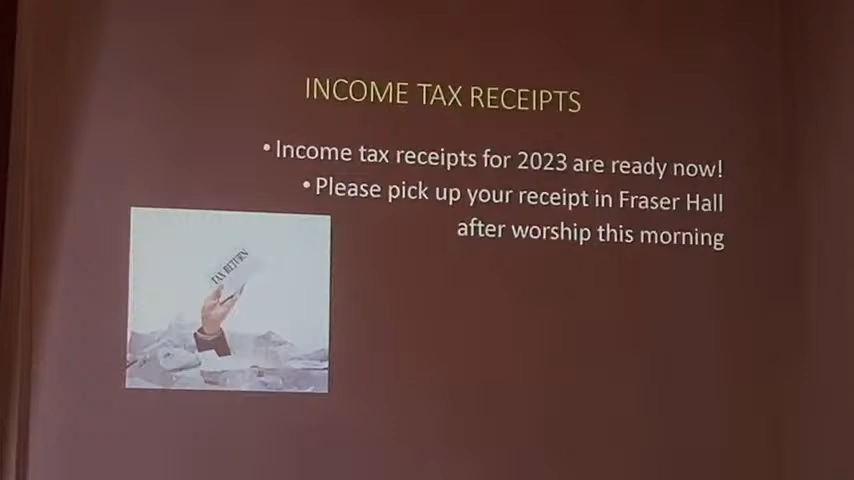 INCOME TAX RECEIPTS
• Income tax receipts for 2023 are ready now!
• Please pick up your receipt in Fraser Hall
after worship this morning
TAX RETURN